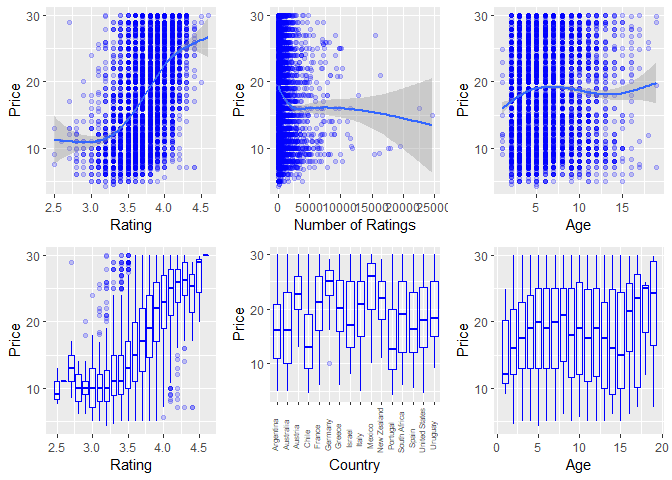 Price
30
20
10
2.5 3.0 3.5 4.0 4.5
Rating
Price
30
20
10
0 5000 10000 15000 20000 25000
Number of Ratings
Price
30
20
10
5 10 15
Age
Price
30
20
10
2.5 3.0 3.5 4.0 4.5
Rating
Price
30
20
10
Argentina
Australia
Austria
Chile
France
Germany
Greece
Israel
Italy
Mexico
New Zealand
Portugal
South Africa
Spain
United States
Uruguay
Country
Price
30
20
10
0 5 10 15 20
Age